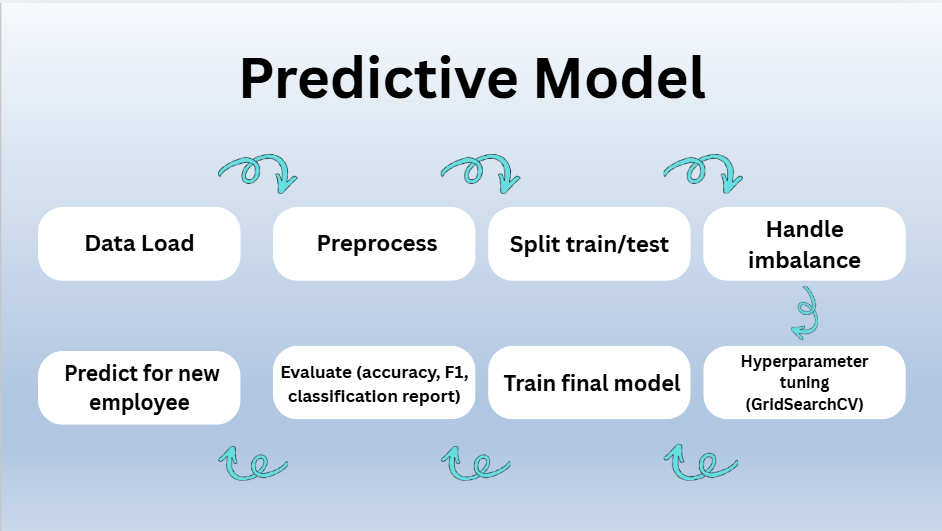 Predictive Model
Data Load
Preprocess
Split train/test
Handle
imbalance
Hyperparameter
tuning
(GridSearchCV)
Train final model
Evaluate (accuracy, F1,
classification report)
Predict for new
employee